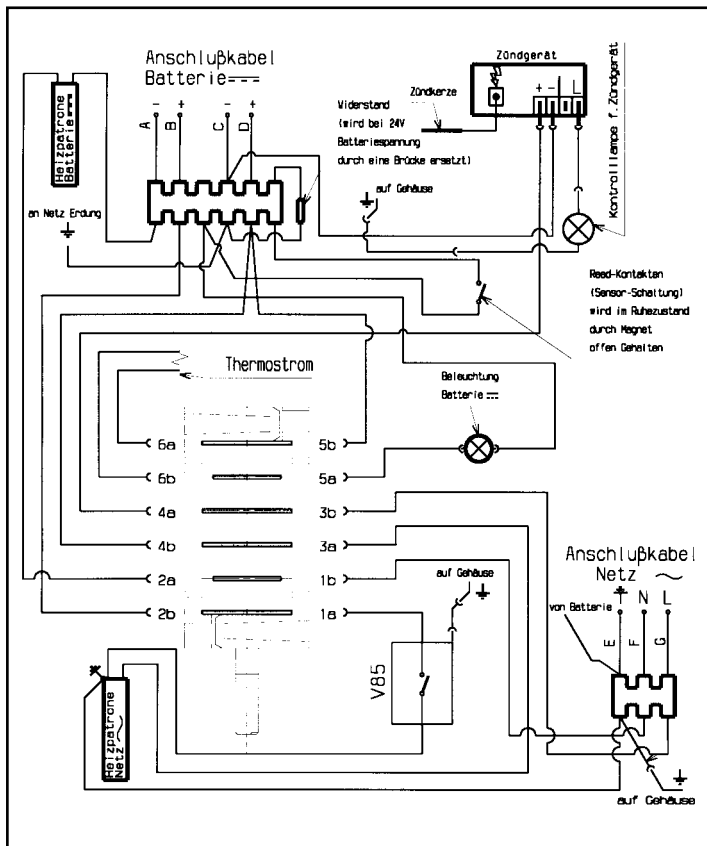 Anschlußkabel
Batterie
- + - +
A B C D
Heizpatrone
Batterie
an Netz Erdung
Zündgerät
+ - L
Zündkerze
Widerstand
(wird bei 24V
Batteriespannung
durch eine Brücke ersetzt)
auf Gehäuse
Kontrolllampe f. Zündgerät
Reed-Kontakten
(Sensor-Schaltung)
wird im Ruhezustand
durch Magnet
offen Gehalten
Thermostrom
Beleuchtung
Batterie
6a 5b
6b 5a
4a 3b
4b 3a
2a 1b
2b 1a
auf Gehäuse
V85
Heizpatrone
Netz ~
Anschlußkabel
Netz ~
N L
von Batterie
E F G
auf Gehäuse